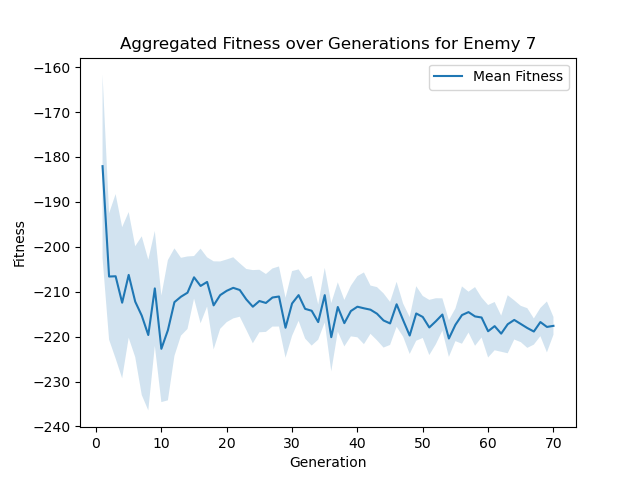 Aggregated Fitness over Generations for Enemy 7
Mean Fitness
Fitness
−160
−170
−180
−190
−200
−210
−220
−230
−240
0 10 20 30 40 50 60 70
Generation